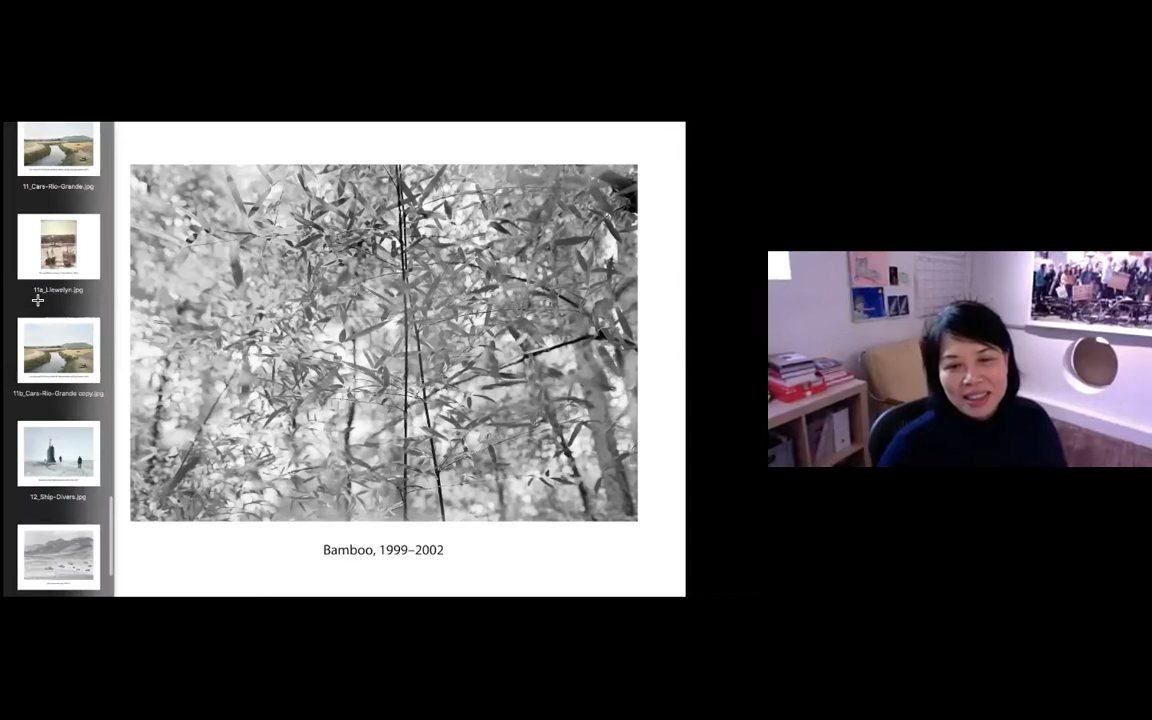 11_Cars-Rio-Grande.jpg
11a_Llewelyn.jpg
11b_Cars-Rio-Grande copy.jpg
12_Ship-Divers.jpg
Bamboo, 1999–2002